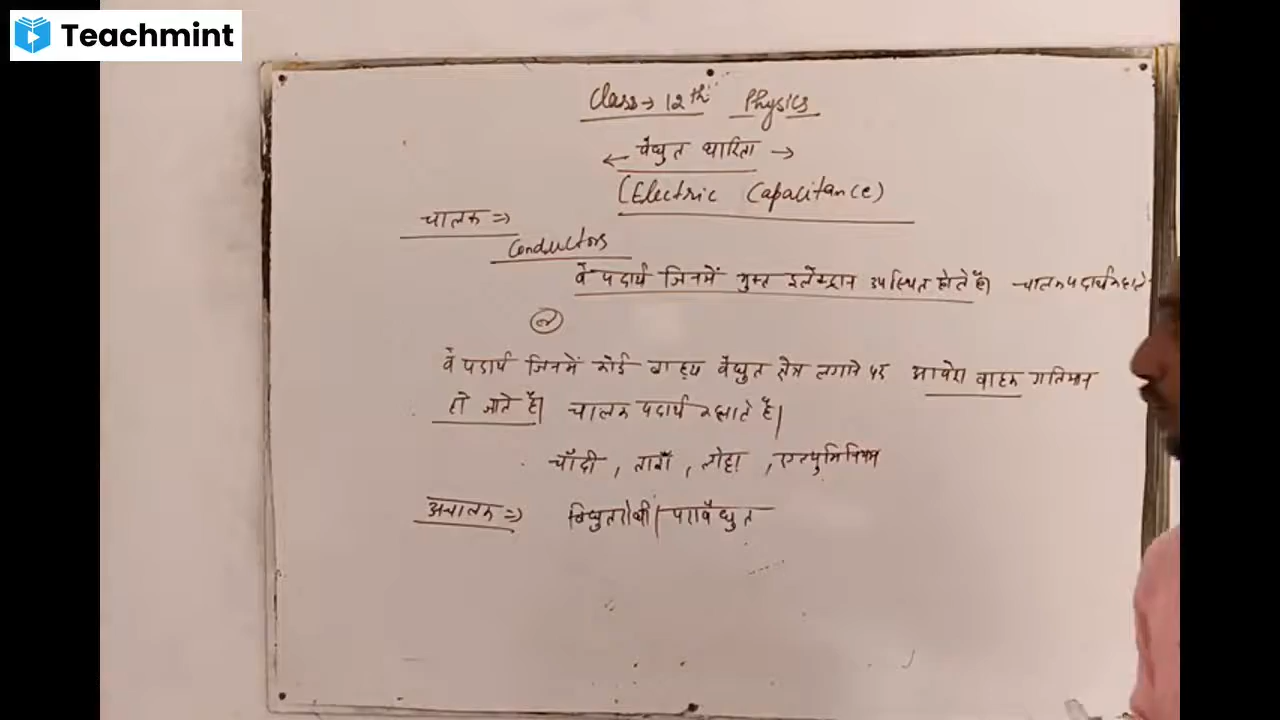 Teachmint
Class → 12th Physics
← वैद्युत धारिता →
(Electric Capacitance)
चालक ⇒
Conductors
वे पदार्थ जिनमें मुक्त इलेक्ट्रान उपस्थित होते है। चालक पदार्थ कहलाते
or
वे पदार्थ जिनमें कोई बाह्य वैद्युत क्षेत्र लगाने पर आवेश वाहक गतिमान
हो जाते है। चालक पदार्थ कहलाते है।
चाँदी, ताबाँ, लोहा, एल्युमिनियम
अचालक ⇒ विद्युतरोधी/परावैद्युत